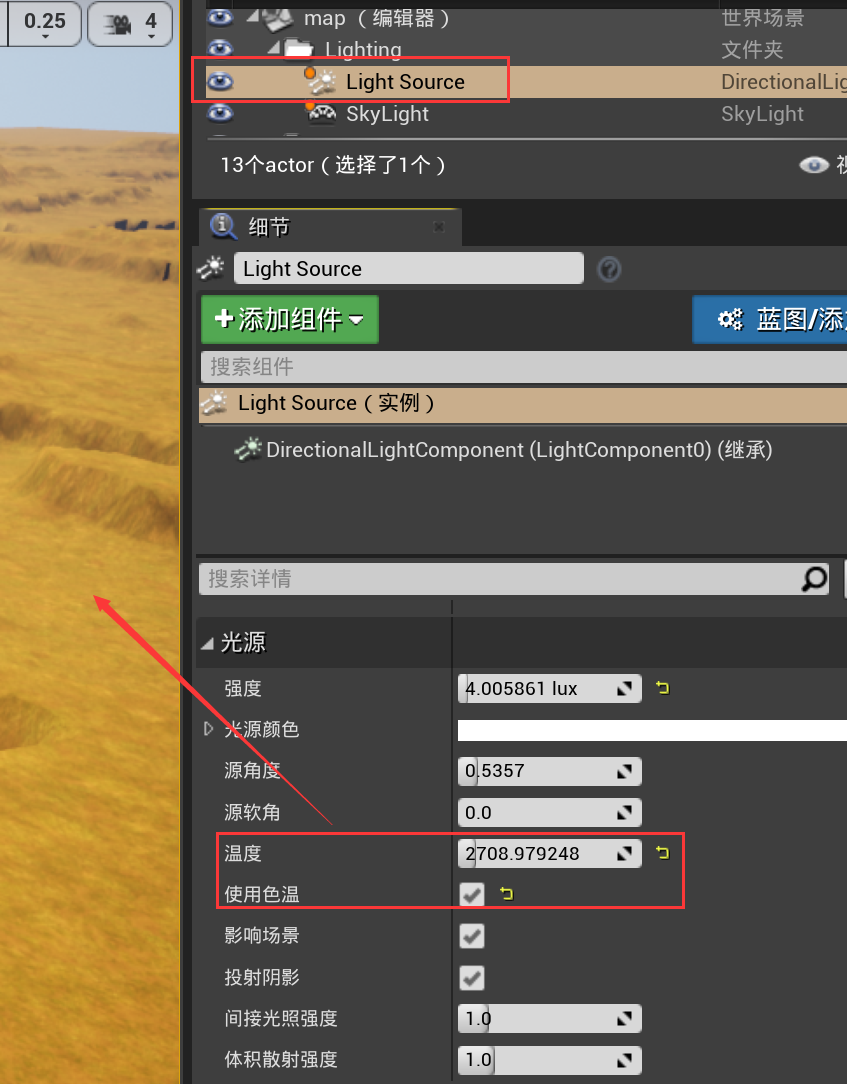 0.25 4
map（编辑器） 世界场景
Lighting 文件夹
Light Source DirectionalLig
SkyLight SkyLight
13个actor（选择了1个） 视
细节
Light Source
添加组件 蓝图/添
搜索组件
Light Source（实例）
DirectionalLightComponent (LightComponent0) (继承)
搜索详情
光源
强度 4.005861 lux
光源颜色
源角度 0.5357
源软角 0.0
温度 2708.979248
使用色温
影响场景
投射阴影
间接光照强度 1.0
体积散射强度 1.0